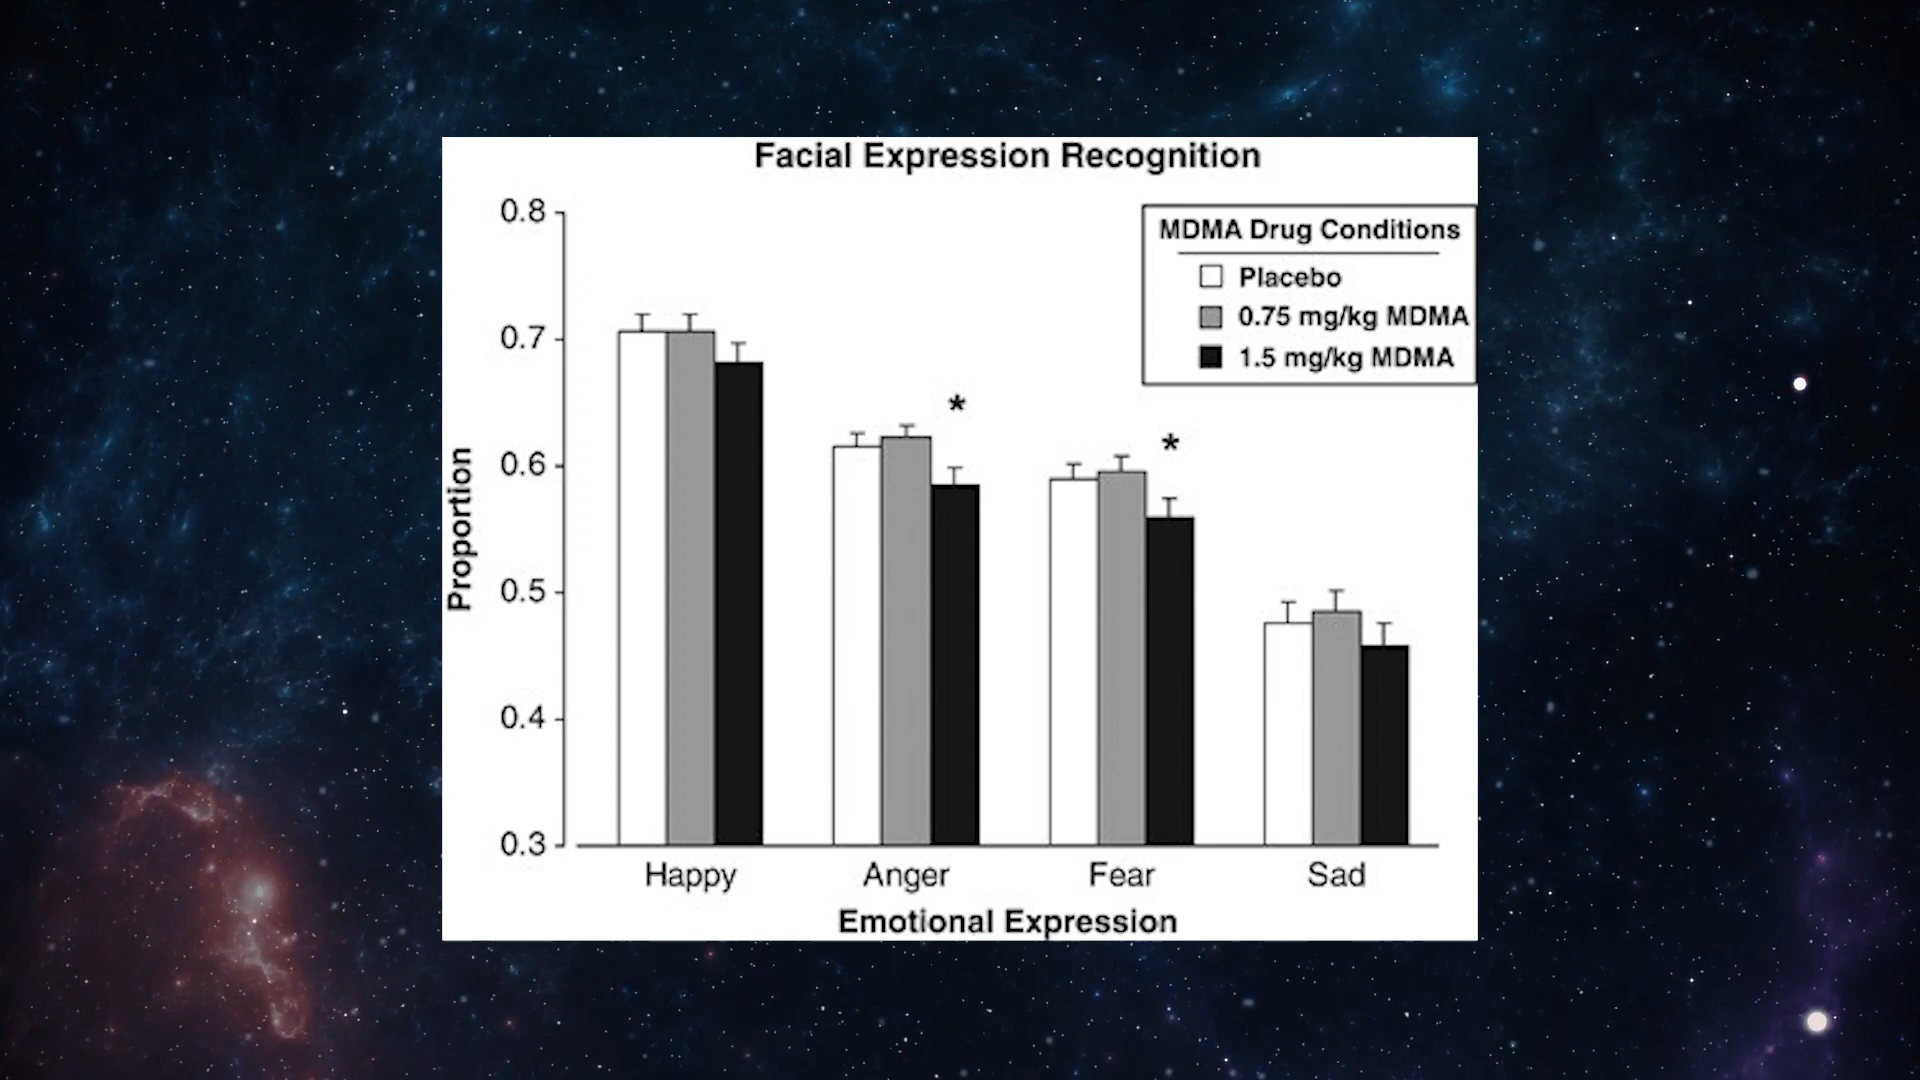 Facial Expression Recognition
MDMA Drug Conditions
Placebo
0.75 mg/kg MDMA
1.5 mg/kg MDMA
0.8
0.7
0.6
0.5
0.4
0.3
Proportion
*
*
Happy Anger Fear Sad
Emotional Expression